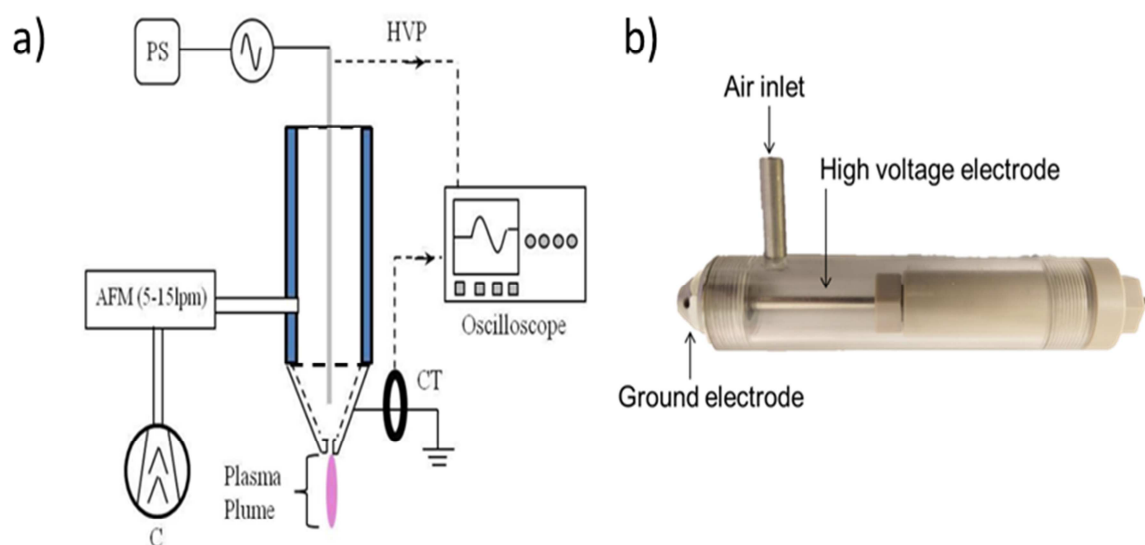 a)
PS
HVP
AFM (5-15lpm)
Oscilloscope
CT
Plasma
Plume
C
b)
Air inlet
High voltage electrode
Ground electrode